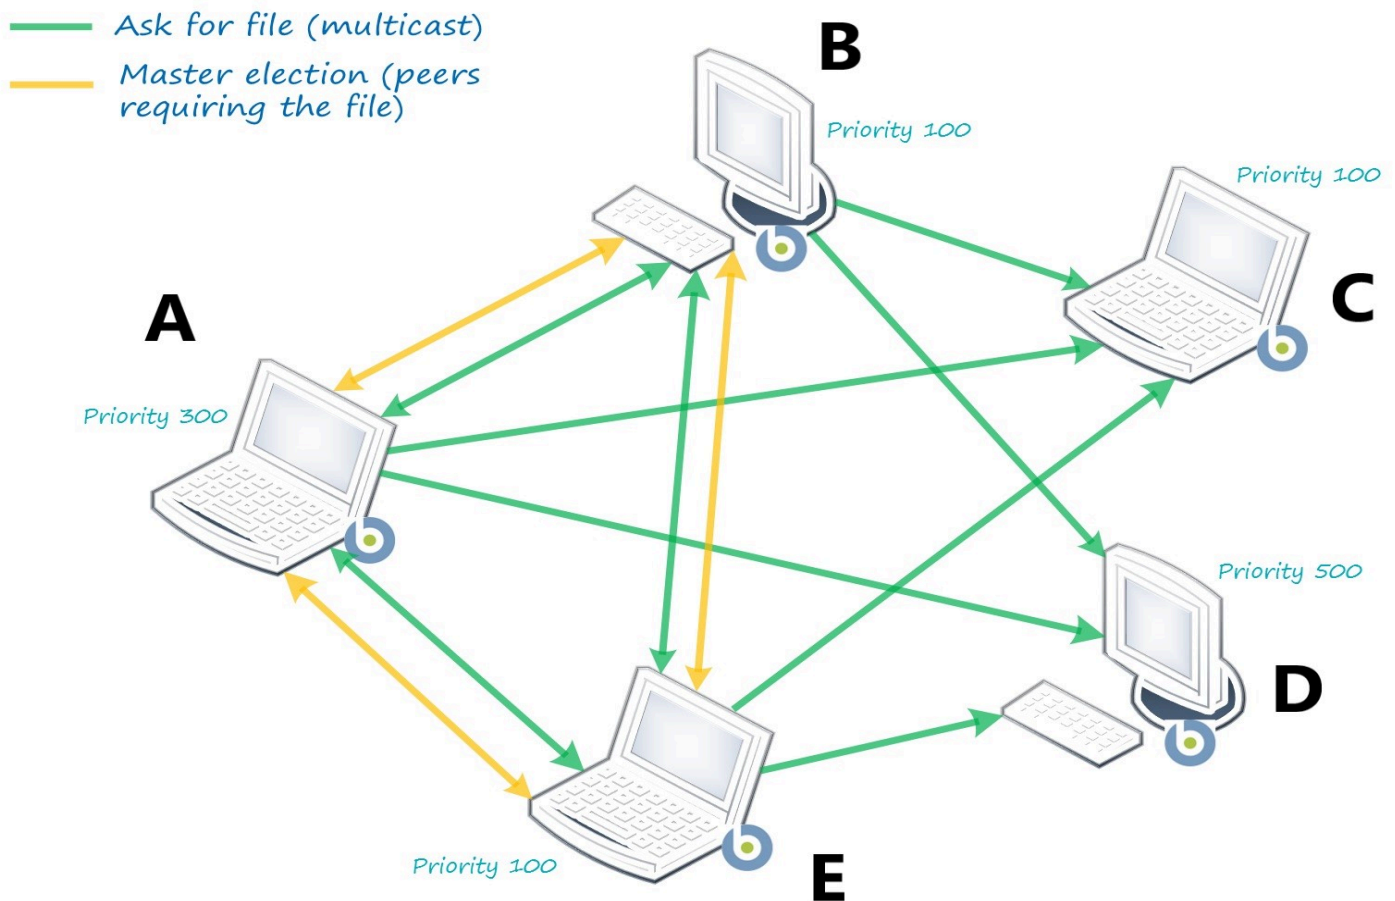 Ask for file (multicast)
Master election (peers
requiring the file)
B
Priority 100
Priority 100
C
A
Priority 300
Priority 500
D
Priority 100
E